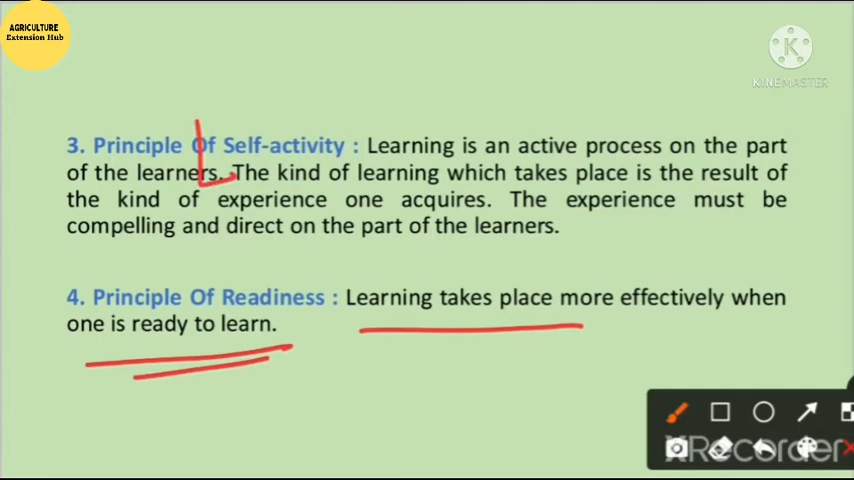 AGRICULTURE
Extension Hub
K
KINEMASTER
3. Principle Of Self-activity : Learning is an active process on the part
of the learners. The kind of learning which takes place is the result of
the kind of experience one acquires. The experience must be
compelling and direct on the part of the learners.
4. Principle Of Readiness : Learning takes place more effectively when
one is ready to learn.
XRecorder